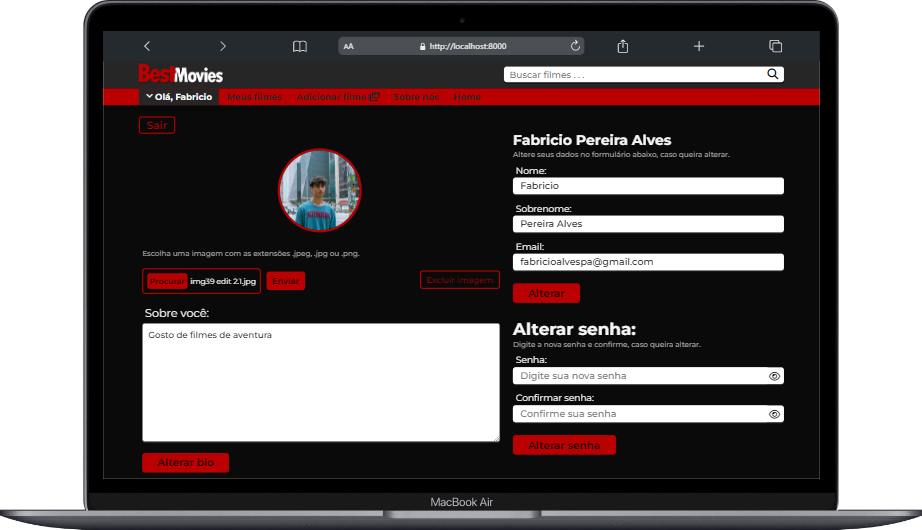 AA http://localhost:8000
BestMovies
Buscar filmes . . .
Olá, Fabricio Meus filmes Adicionar filme Sobre nós Home
Sair
Escolha uma imagem com as extensões .jpeg, .jpg ou .png.
Procurar img39 edit 2.1.jpg Enviar Excluir imagem
Sobre você:
Gosto de filmes de aventura
Alterar bio
Fabricio Pereira Alves
Altere seus dados no formulário abaixo, caso queira alterar.
Nome:
Fabricio
Sobrenome:
Pereira Alves
Email:
fabricioalvespa@gmail.com
Alterar
Alterar senha:
Digite a nova senha e confirme, caso queira alterar.
Senha:
Digite sua nova senha
Confirmar senha:
Confirme sua senha
Alterar senha
MacBook Air